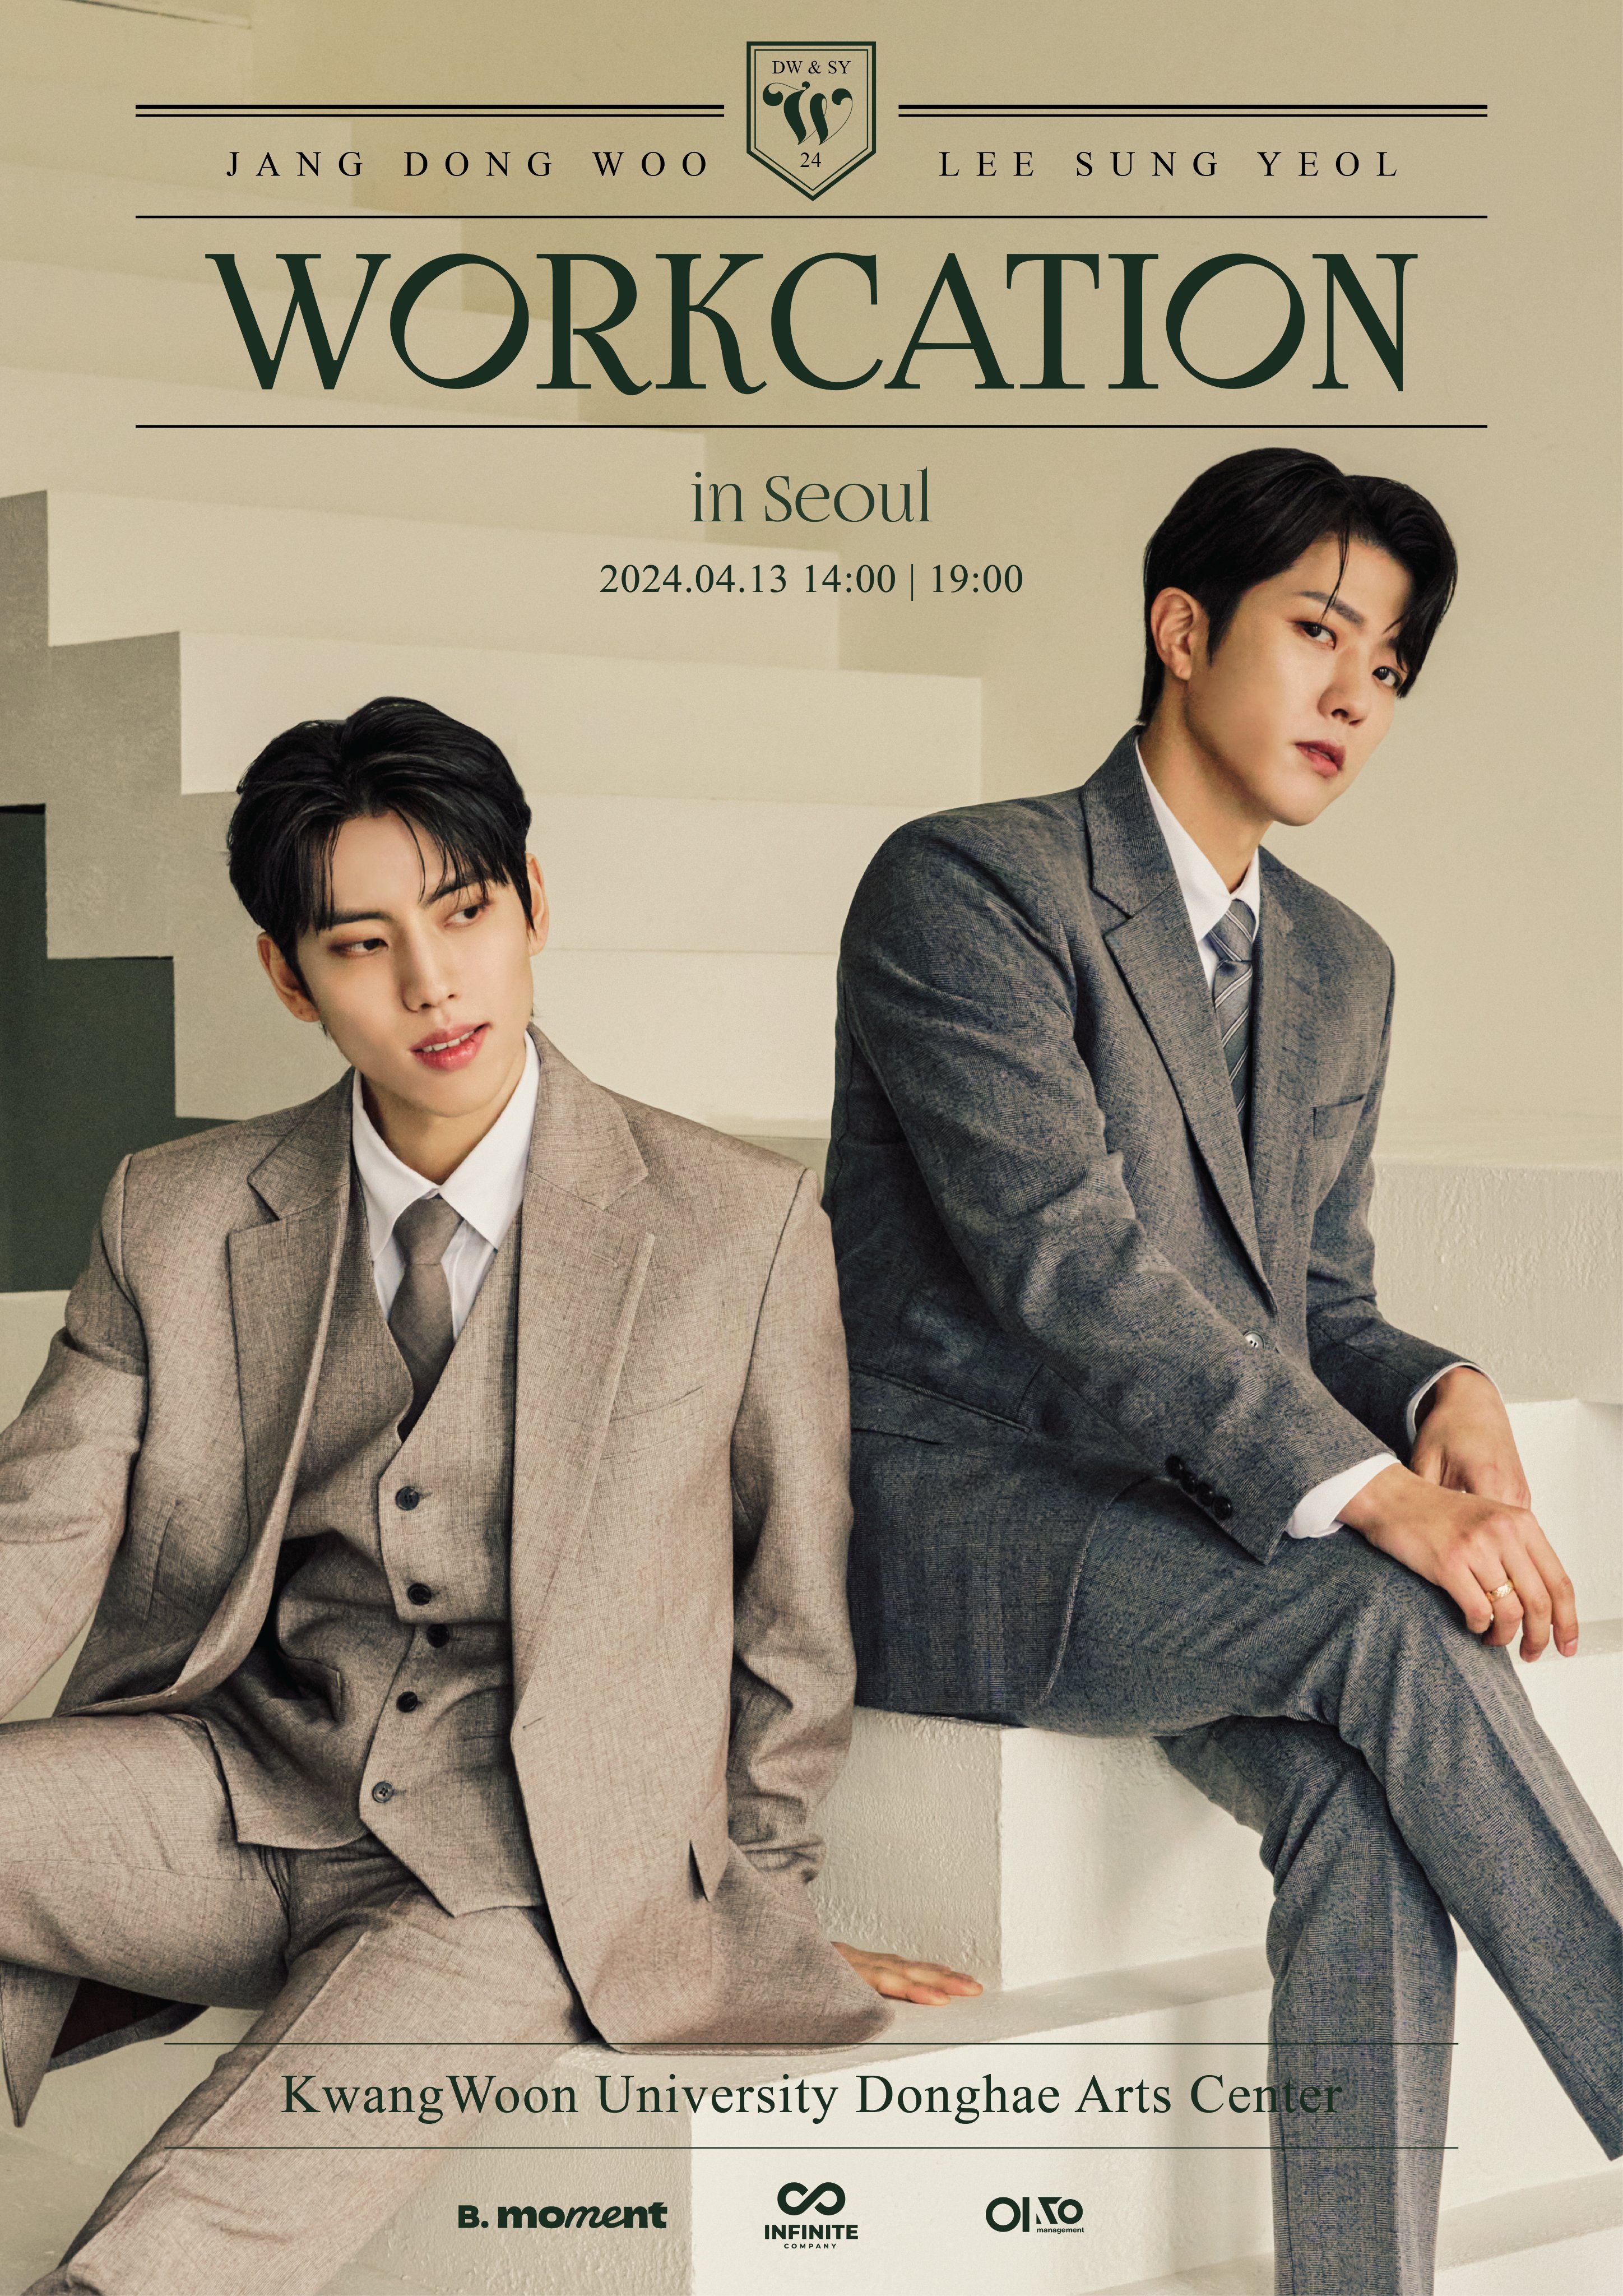 DW & SY
W
24
JANG DONG WOO
LEE SUNG YEOL
WORKCATION
in Seoul
2024.04.13 14:00 | 19:00
KwangWoon University Donghae Arts Center
B. moment
INFINITE
COMPANY
management